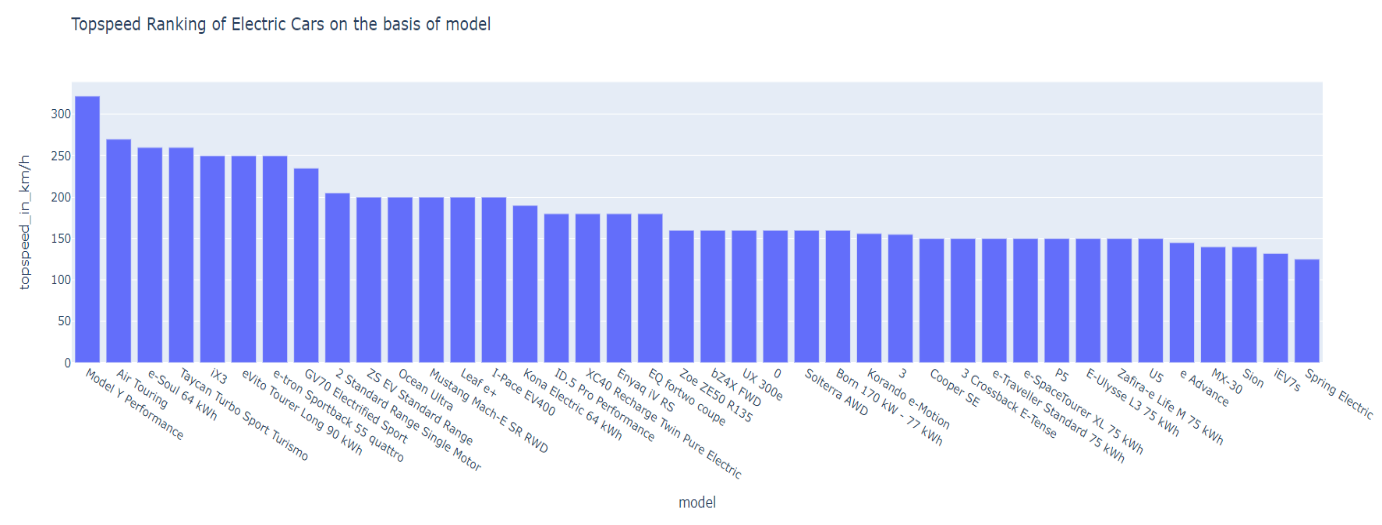 Topspeed Ranking of Electric Cars on the basis of model
topspeed_in_km/h
300
250
200
150
100
50
0
Model Y Performance
Air Touring
e-Soul 64 kWh
Taycan Turbo Sport Turismo
iX3
eVito Tourer Long 90 kWh
e-tron Sportback 55 quattro
GV70 Electrified Sport
2 Standard Range Single Motor
ZS EV Standard Range
Ocean Ultra
Mustang Mach-E SR RWD
Leaf e+
I-Pace EV400
Kona Electric 64 kWh
ID.5 Pro Performance
XC40 Recharge Twin Pure Electric
Enyaq iV RS
EQ fortwo coupe
Zoe ZE50 R135
bZ4X FWD
UX 300e
0
Solterra AWD
Born 170 kW - 77 kWh
Korando e-Motion
3
Cooper SE
3 Crossback E-Tense
e-Traveller Standard 75 kWh
e-SpaceTourer XL 75 kWh
P5
E-Ulysse L3 75 kWh
Zafira-e Life M 75 kWh
U5
e Advance
MX-30
Sion
iEV7s
Spring Electric
model